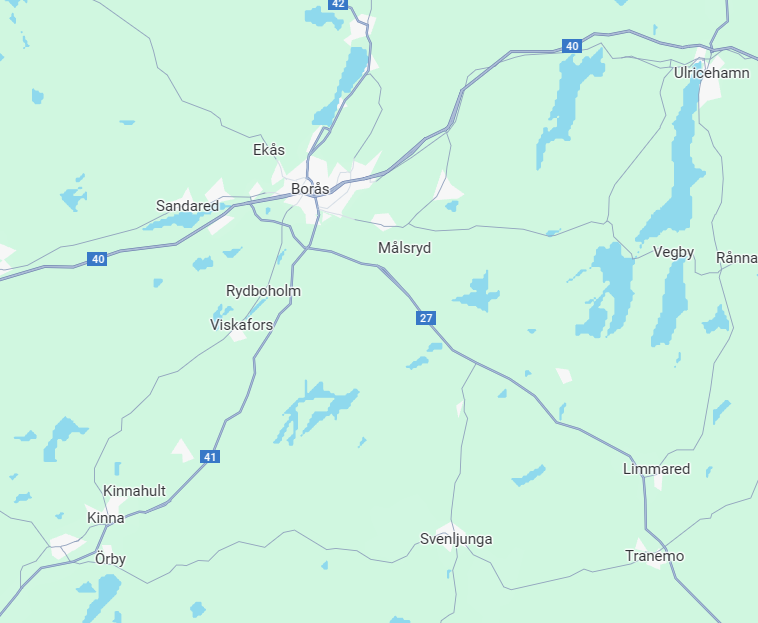 42
40
Ulricehamn
Ekås
Borås
Sandared
Målsryd
Vegby
Rånna
40
Rydboholm
27
Viskafors
41
Limmared
Kinnahult
Kinna
Svenljunga
Örby
Tranemo